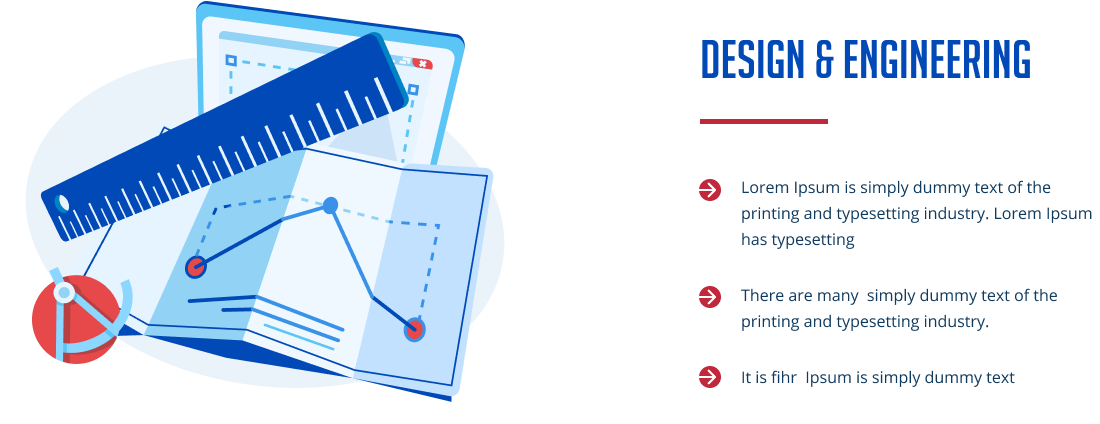 DESIGN & ENGINEERING
Lorem Ipsum is simply dummy text of the
printing and typesetting industry. Lorem Ipsum
has typesetting
There are many  simply dummy text of the
printing and typesetting industry.
It is fihr  Ipsum is simply dummy text